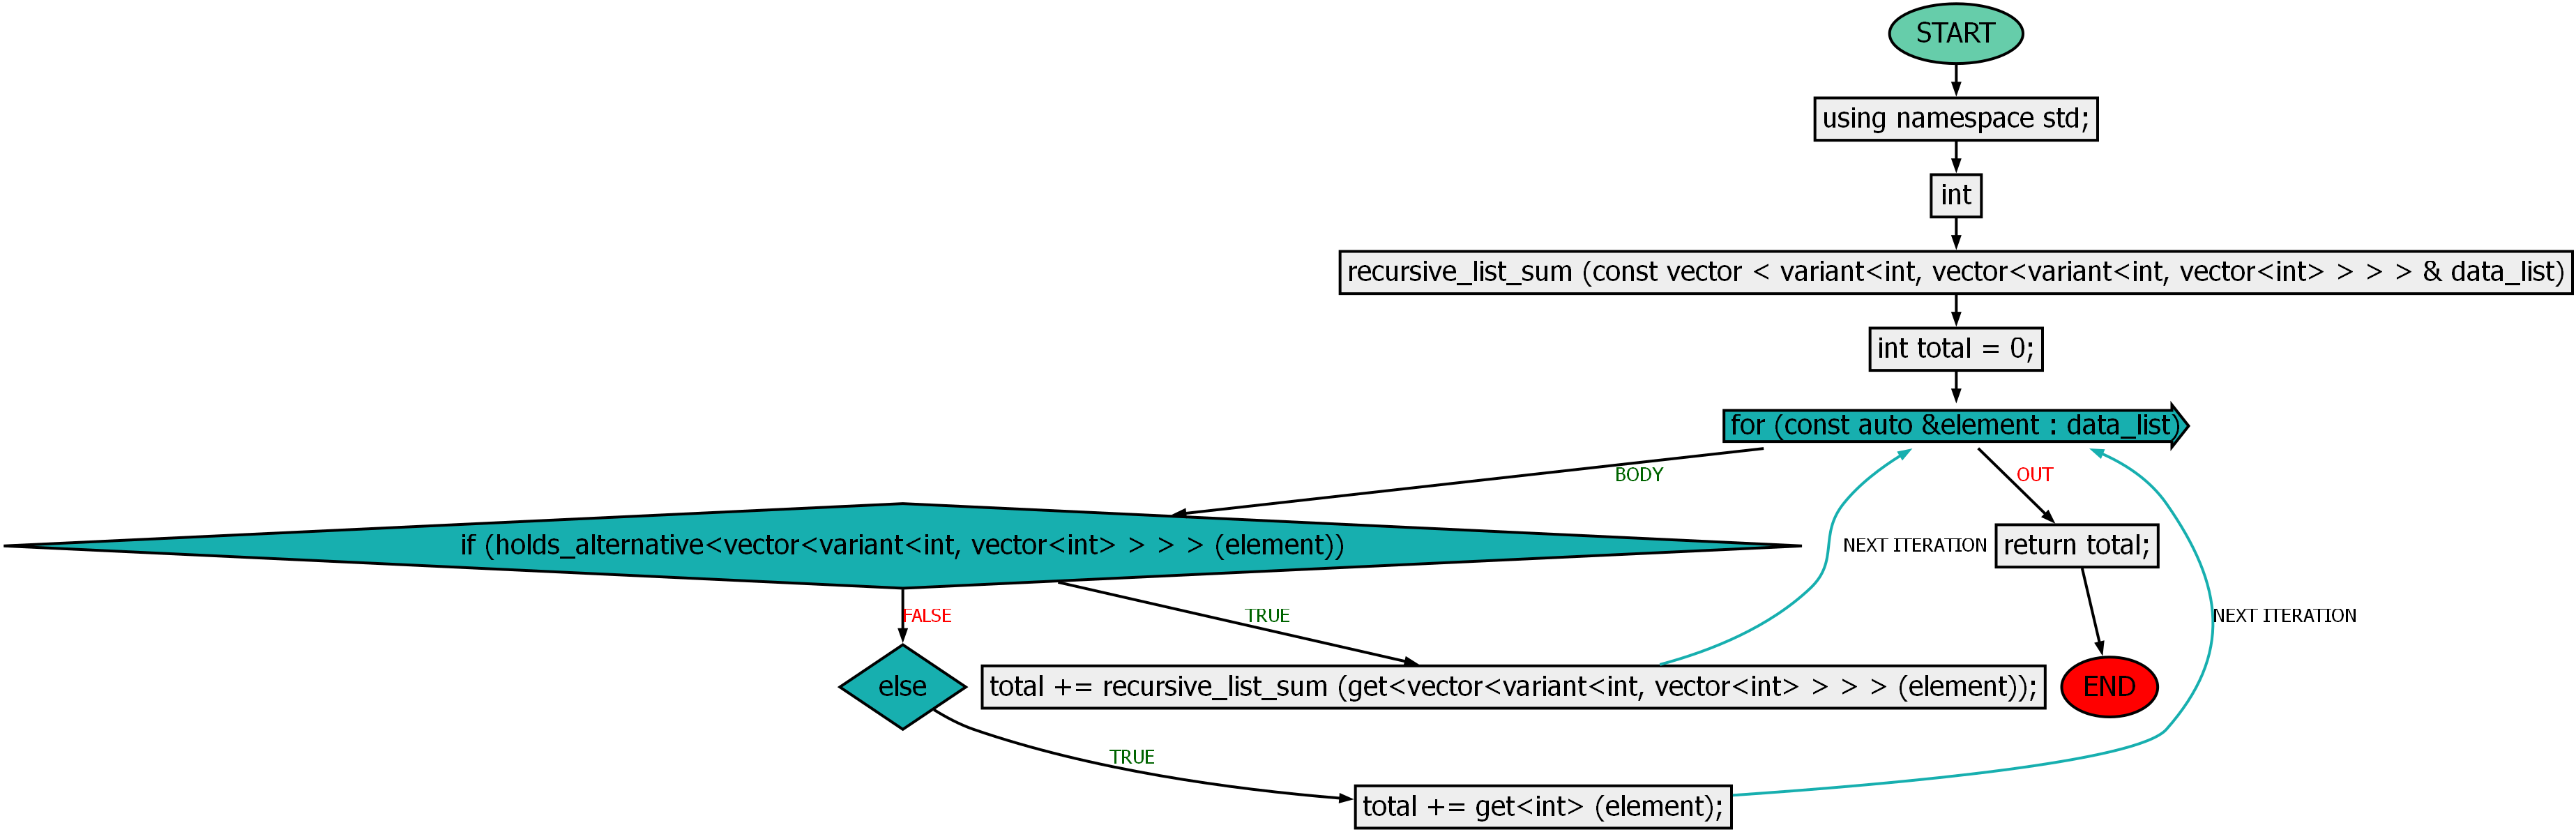 START
using namespace std;
int
recursive_list_sum (const vector < variant<int, vector<variant<int, vector<int> > > > & data_list)
int total = 0;
for (const auto &element : data_list)
BODY
OUT
if (holds_alternative<vector<variant<int, vector<int> > > > (element))
NEXT ITERATION
return total;
FALSE
TRUE
NEXT ITERATION
else
total += recursive_list_sum (get<vector<variant<int, vector<int> > > > (element));
END
TRUE
total += get<int> (element);